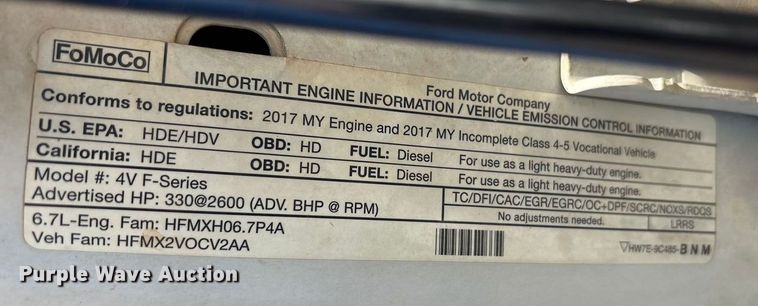 FoMoCo
Ford Motor Company
IMPORTANT ENGINE INFORMATION / VEHICLE EMISSION CONTROL INFORMATION
Conforms to regulations: 2017 MY Engine and 2017 MY Incomplete Class 4-5 Vocational Vehicle
U.S. EPA: HDE/HDV OBD: HD FUEL: Diesel For use as a light heavy-duty engine.
California: HDE OBD: HD FUEL: Diesel For use as a light heavy-duty engine.
Model #: 4V F-Series
TC/DFI/CAC/EGR/EGRC/OC+DPF/SCRC/NOXS/RDQS
Advertised HP: 330@2600 (ADV. BHP @ RPM)
No adjustments needed. LRRS
6.7L-Eng. Fam: HFMXH06.7P4A
Veh Fam: HFMX2VOCV2AA
HW7E-9C485-BNM
Purple Wave Auction